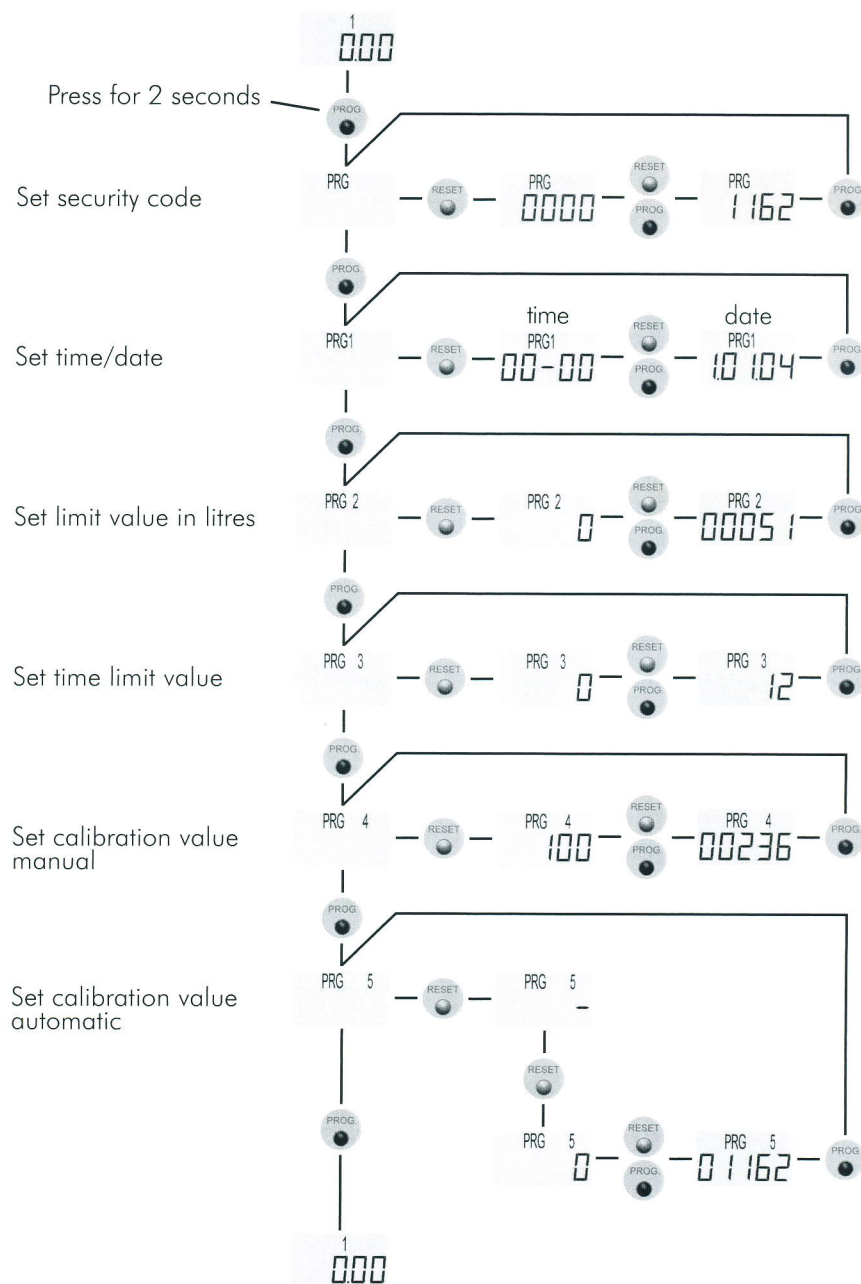 1
0.00
Press for 2 seconds
PROG.
Set security code
PRG
RESET
PRG
0000
RESET
PROG.
PRG
1162
PROG
PROG.
Set time/date
PRG1
RESET
time
PRG1
00-00
RESET
PROG.
date
PRG1
1.01.04
PROG
PROG.
Set limit value in litres
PRG 2
RESET
PRG 2
0
RESET
PROG.
PRG 2
00051
PROG
PROG.
Set time limit value
PRG 3
RESET
PRG 3
0
RESET
PROG.
PRG 3
12
PROG
PROG.
Set calibration value
manual
PRG 4
RESET
PRG 4
100
RESET
PROG.
PRG 4
00236
PROG
PROG
Set calibration value
automatic
PRG 5
RESET
PRG 5
-
RESET
PROG.
PRG 5
0
RESET
PROG.
PRG 5
01162
PROG
1
0.00